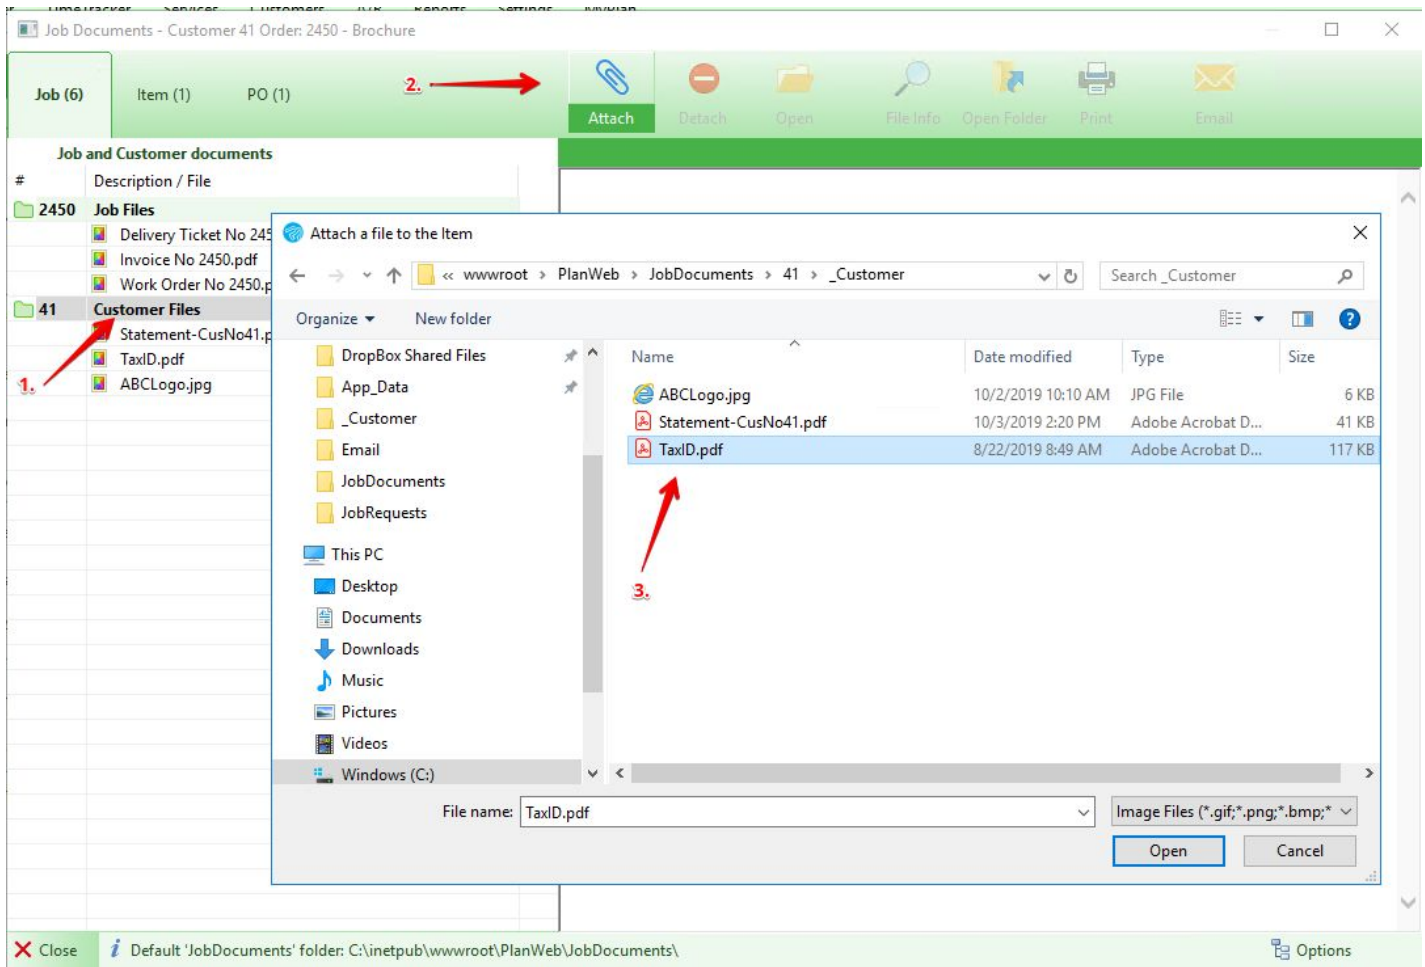 TimeTracker Services Customers A/R Reports Settings MyPlan
Job Documents - Customer 41 Order: 2450 - Brochure
Job (6) Item (1) PO (1) 2. Attach Detach Open File Info Open Folder Print Email
Job and Customer documents
# Description / File
2450 Job Files
Delivery Ticket No 245
Invoice No 2450.pdf
Work Order No 2450.p
41 Customer Files
Statement-CusNo41.p
TaxID.pdf
1. ABCLogo.jpg
Attach a file to the Item
« wwwroot > PlanWeb > JobDocuments > 41 > _Customer
Search _Customer
Organize New folder
DropBox Shared Files
App_Data
_Customer
Email
JobDocuments
JobRequests
This PC
Desktop
Documents
Downloads
Music
Pictures
Videos
Windows (C:)
Name Date modified Type Size
ABCLogo.jpg 10/2/2019 10:10 AM JPG File 6 KB
Statement-CusNo41.pdf 10/3/2019 2:20 PM Adobe Acrobat D... 41 KB
TaxID.pdf 8/22/2019 8:49 AM Adobe Acrobat D... 117 KB
3.
File name: TaxID.pdf Image Files (*.gif;*.png;*.bmp;*
Open Cancel
Close i Default 'JobDocuments' folder: C:\inetpub\wwwroot\PlanWeb\JobDocuments\ Options